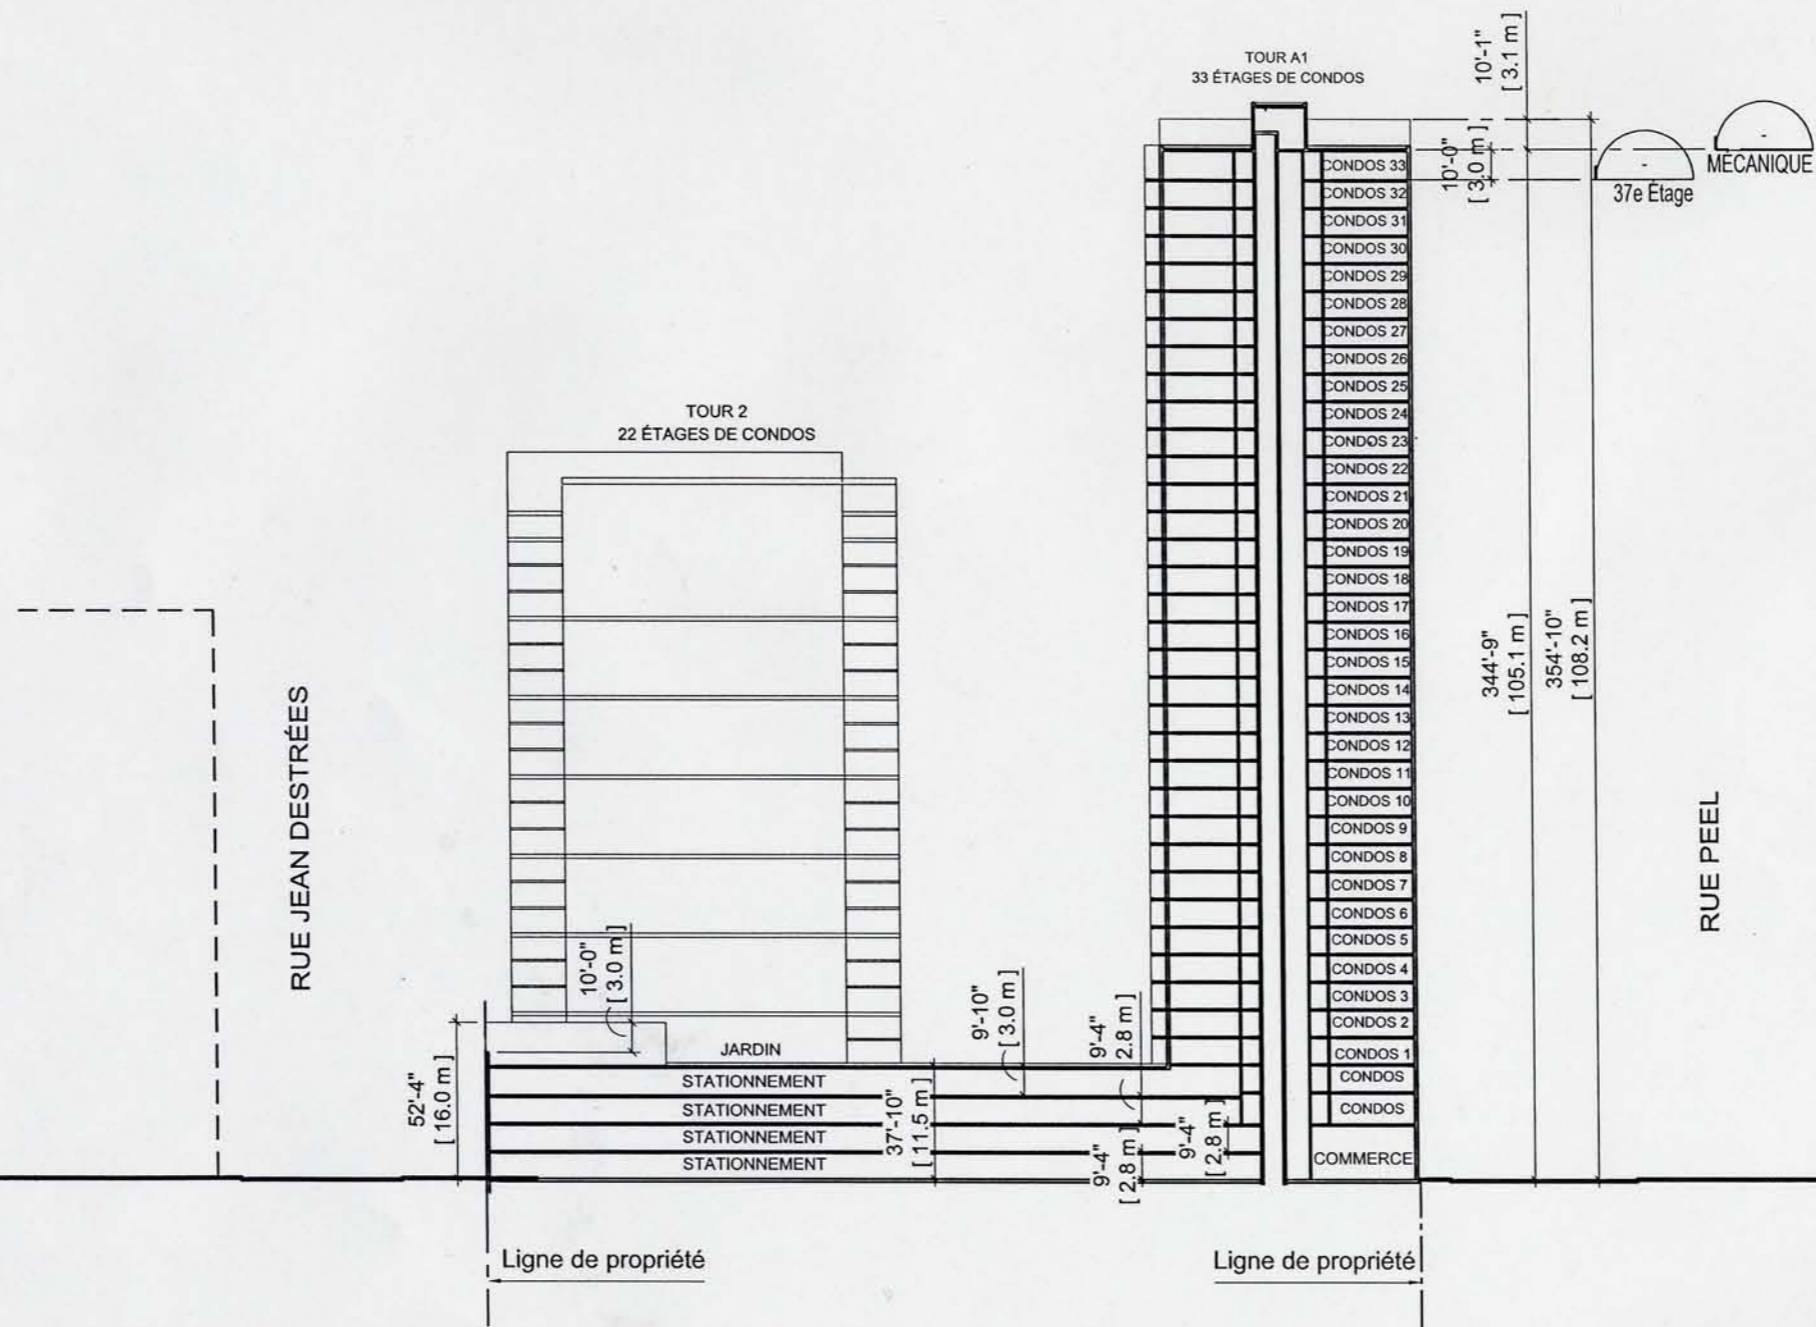 TOUR A1
33 ÉTAGES DE CONDOS
10'-1"
[ 3.1 m ]
10'-0"
[ 3.0 m ]
-
MÉCANIQUE
-
37e Étage
CONDOS 33
CONDOS 32
CONDOS 31
CONDOS 30
CONDOS 29
CONDOS 28
CONDOS 27
CONDOS 26
CONDOS 25
CONDOS 24
CONDOS 23
CONDOS 22
CONDOS 21
CONDOS 20
CONDOS 19
CONDOS 18
CONDOS 17
CONDOS 16
CONDOS 15
CONDOS 14
CONDOS 13
CONDOS 12
CONDOS 11
CONDOS 10
CONDOS 9
CONDOS 8
CONDOS 7
CONDOS 6
CONDOS 5
CONDOS 4
CONDOS 3
CONDOS 2
CONDOS 1
CONDOS
CONDOS
COMMERCE
TOUR 2
22 ÉTAGES DE CONDOS
344'-9"
[ 105.1 m ]
354'-10"
[ 108.2 m ]
RUE JEAN DESTRÉES
RUE PEEL
10'-0"
[ 3.0 m ]
9'-10"
[ 3.0 m ]
9'-4"
2.8 m ]
52'-4"
[ 16.0 m ]
JARDIN
STATIONNEMENT
STATIONNEMENT
STATIONNEMENT
STATIONNEMENT
37'-10"
[ 11.5 m ]
9'-4"
[ 2.8 m ]
9'-4"
[ 2.8 m ]
Ligne de propriété
Ligne de propriété